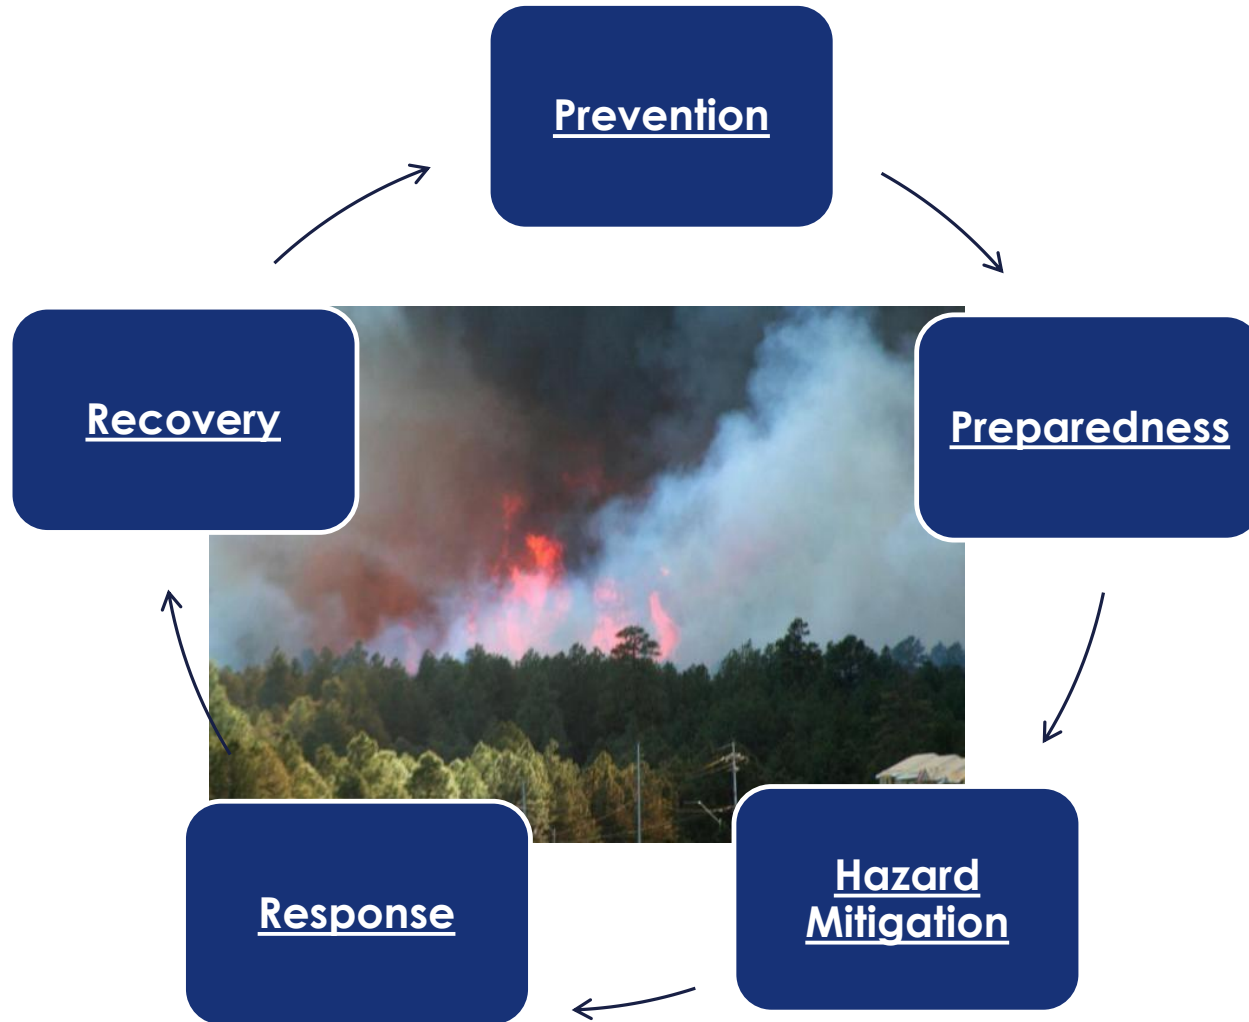 Prevention
Preparedness
Hazard
Mitigation
Response
Recovery